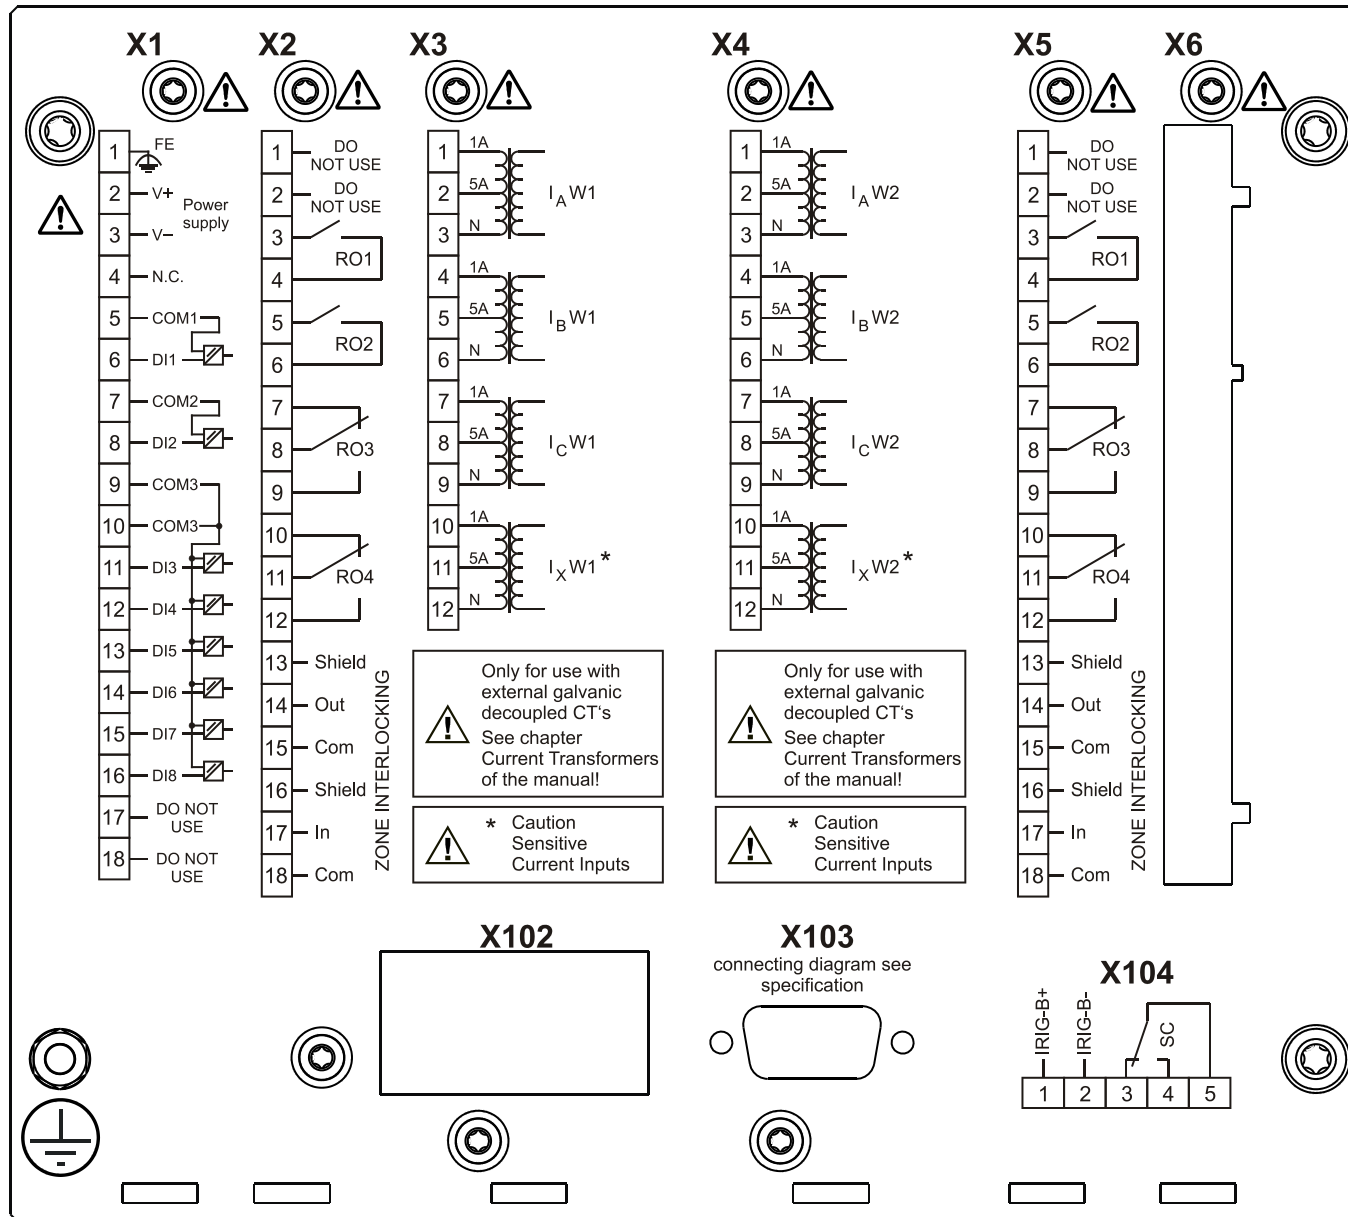 X1
X2
X3
X4
X5
X6
1 FE
2 V+
3 V–
Power
supply
4 N.C.
5 COM1
6 DI1
7 COM2
8 DI2
9 COM3
10 COM3
11 DI3
12 DI4
13 DI5
14 DI6
15 DI7
16 DI8
17 DO NOT
USE
18 DO NOT
USE
1 DO
NOT USE
2 DO
NOT USE
3
RO1
4
5
RO2
6
7
8 RO3
9
10
11 RO4
12
13 Shield
14 Out
15 Com
16 Shield
17 In
18 Com
ZONE INTERLOCKING
1 1A
2 5A IAW1
3 N
4 1A
5 5A IBW1
6 N
7 1A
8 5A ICW1
9 N
10 1A
11 5A IXW1*
12 N
Only for use with
external galvanic
decoupled CT‘s
See chapter
Current Transformers
of the manual!
* Caution
Sensitive
Current Inputs
1 1A
2 5A IAW2
3 N
4 1A
5 5A IBW2
6 N
7 1A
8 5A ICW2
9 N
10 1A
11 5A IXW2*
12 N
Only for use with
external galvanic
decoupled CT‘s
See chapter
Current Transformers
of the manual!
* Caution
Sensitive
Current Inputs
1 DO
NOT USE
2 DO
NOT USE
3
RO1
4
5
RO2
6
7
8 RO3
9
10
11 RO4
12
13 Shield
14 Out
15 Com
16 Shield
17 In
18 Com
ZONE INTERLOCKING
X102
X103
connecting diagram see
specification
X104
IRIG-B+
IRIG-B-
SC
1 2 3 4 5